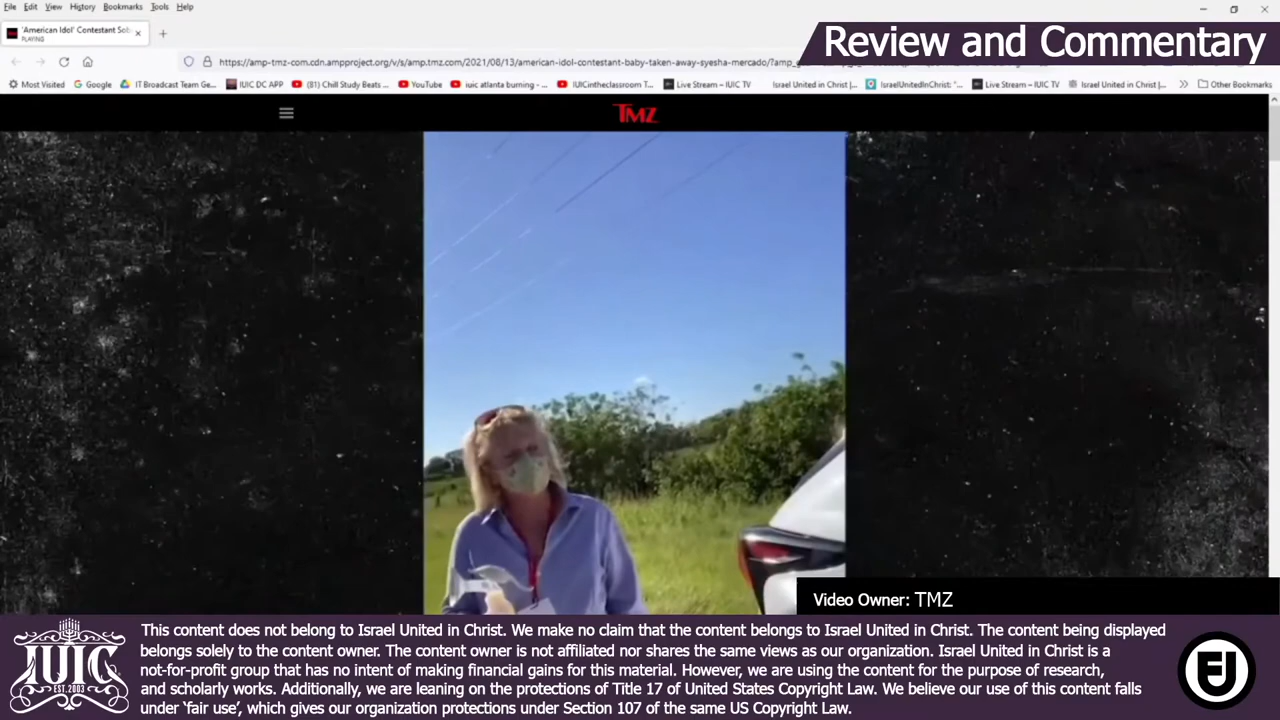 File Edit View History Bookmarks Tools Help
'American Idol' Contestant Sob
PLAYING
Review and Commentary
https://amp-tmz-com.cdn.ampproject.org/v/s/amp.tmz.com/2021/08/13/american-idol-contestant-baby-taken-away-syesha-mercado/?amp_
Most Visited Google IT Broadcast Team Ge... IUIC DC APP (81) Chill Study Beats ... YouTube iuic atlanta burning - ... IUICintheclassroom T... Live Stream – IUIC TV Israel United in Christ |... IsraelUnitedInChrist: "... Live Stream – IUIC TV Israel United in Christ |... Other Bookmarks
TMZ
Video Owner: TMZ
This content does not belong to Israel United in Christ. We make no claim that the content belongs to Israel United in Christ. The content being displayed
belongs solely to the content owner. The content owner is not affiliated nor shares the same views as our organization. Israel United in Christ is a
not-for-profit group that has no intent of making financial gains for this material. However, we are using the content for the purpose of research,
and scholarly works. Additionally, we are leaning on the protections of Title 17 of United States Copyright Law. We believe our use of this content falls
under 'fair use', which gives our organization protections under Section 107 of the same US Copyright Law.
IUIC
EST.2003